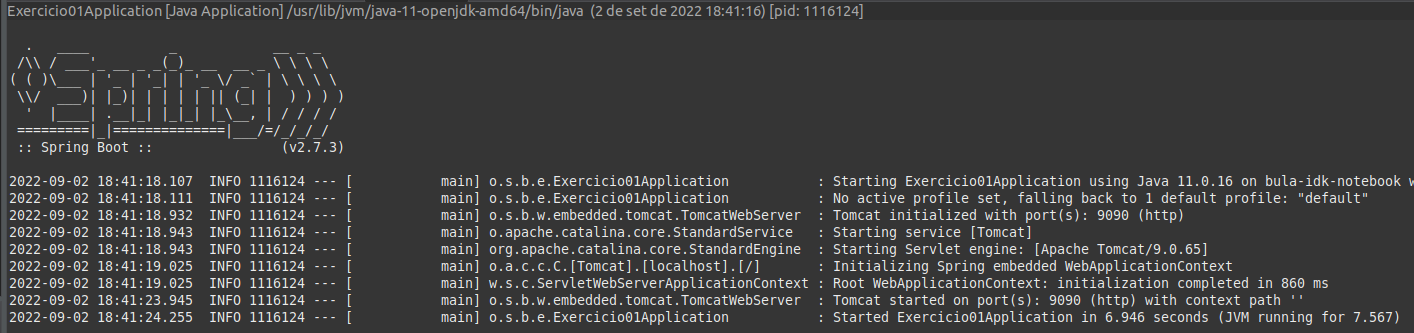 Exercicio01Application [Java Application] /usr/lib/jvm/java-11-openjdk-amd64/bin/java (2 de set de 2022 18:41:16) [pid: 1116124]
  .   ____          _            __ _ _
 /\\ / ___'_ __ _ _(_)_ __  __ _ \ \ \ \
( ( )\___ | '_ | '_| | '_ \/ _` | \ \ \ \
 \\/  ___)| |_)| | | | | || (_| |  ) ) ) )
  '  |____| .__|_| |_|_| |_\__, | / / / /
 =========|_|==============|___/=/_/_/_/
 :: Spring Boot ::                (v2.7.3)
2022-09-02 18:41:18.107  INFO 1116124 --- [           main] o.s.b.e.Exercicio01Application           : Starting Exercicio01Application using Java 11.0.16 on bula-idk-notebook w
2022-09-02 18:41:18.111  INFO 1116124 --- [           main] o.s.b.e.Exercicio01Application           : No active profile set, falling back to 1 default profile: "default"
2022-09-02 18:41:18.932  INFO 1116124 --- [           main] o.s.b.w.embedded.tomcat.TomcatWebServer  : Tomcat initialized with port(s): 9090 (http)
2022-09-02 18:41:18.943  INFO 1116124 --- [           main] o.apache.catalina.core.StandardService   : Starting service [Tomcat]
2022-09-02 18:41:18.943  INFO 1116124 --- [           main] org.apache.catalina.core.StandardEngine  : Starting Servlet engine: [Apache Tomcat/9.0.65]
2022-09-02 18:41:19.025  INFO 1116124 --- [           main] o.a.c.c.C.[Tomcat].[localhost].[/]       : Initializing Spring embedded WebApplicationContext
2022-09-02 18:41:19.025  INFO 1116124 --- [           main] w.s.c.ServletWebServerApplicationContext : Root WebApplicationContext: initialization completed in 860 ms
2022-09-02 18:41:23.945  INFO 1116124 --- [           main] o.s.b.w.embedded.tomcat.TomcatWebServer  : Tomcat started on port(s): 9090 (http) with context path ''
2022-09-02 18:41:24.255  INFO 1116124 --- [           main] o.s.b.e.Exercicio01Application           : Started Exercicio01Application in 6.946 seconds (JVM running for 7.567)